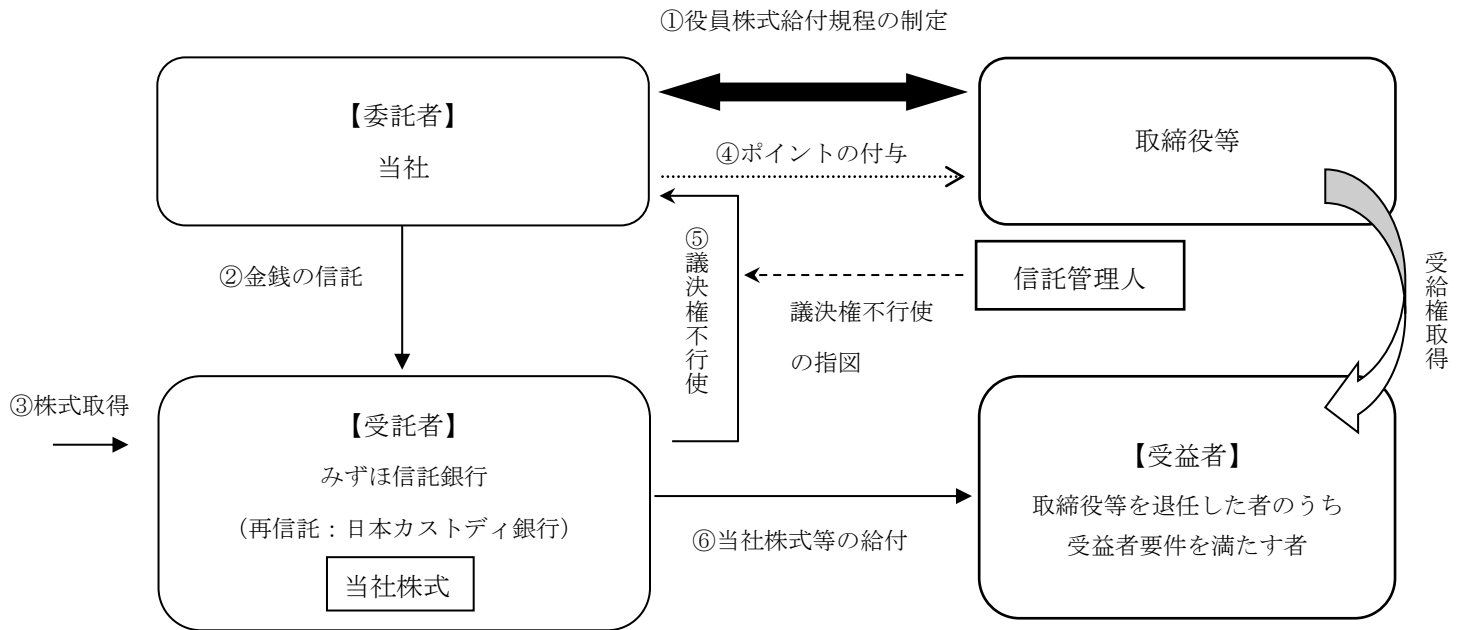 ①役員株式給付規程の制定
【委託者】
当社
取締役等
④ポイントの付与
②金銭の信託
⑤議決権不行使
信託管理人
議決権不行使
の指図
受給権取得
③株式取得
【受託者】
みずほ信託銀行
（再信託：日本カストディ銀行）
当社株式
⑥当社株式等の給付
【受益者】
取締役等を退任した者のうち
受益者要件を満たす者